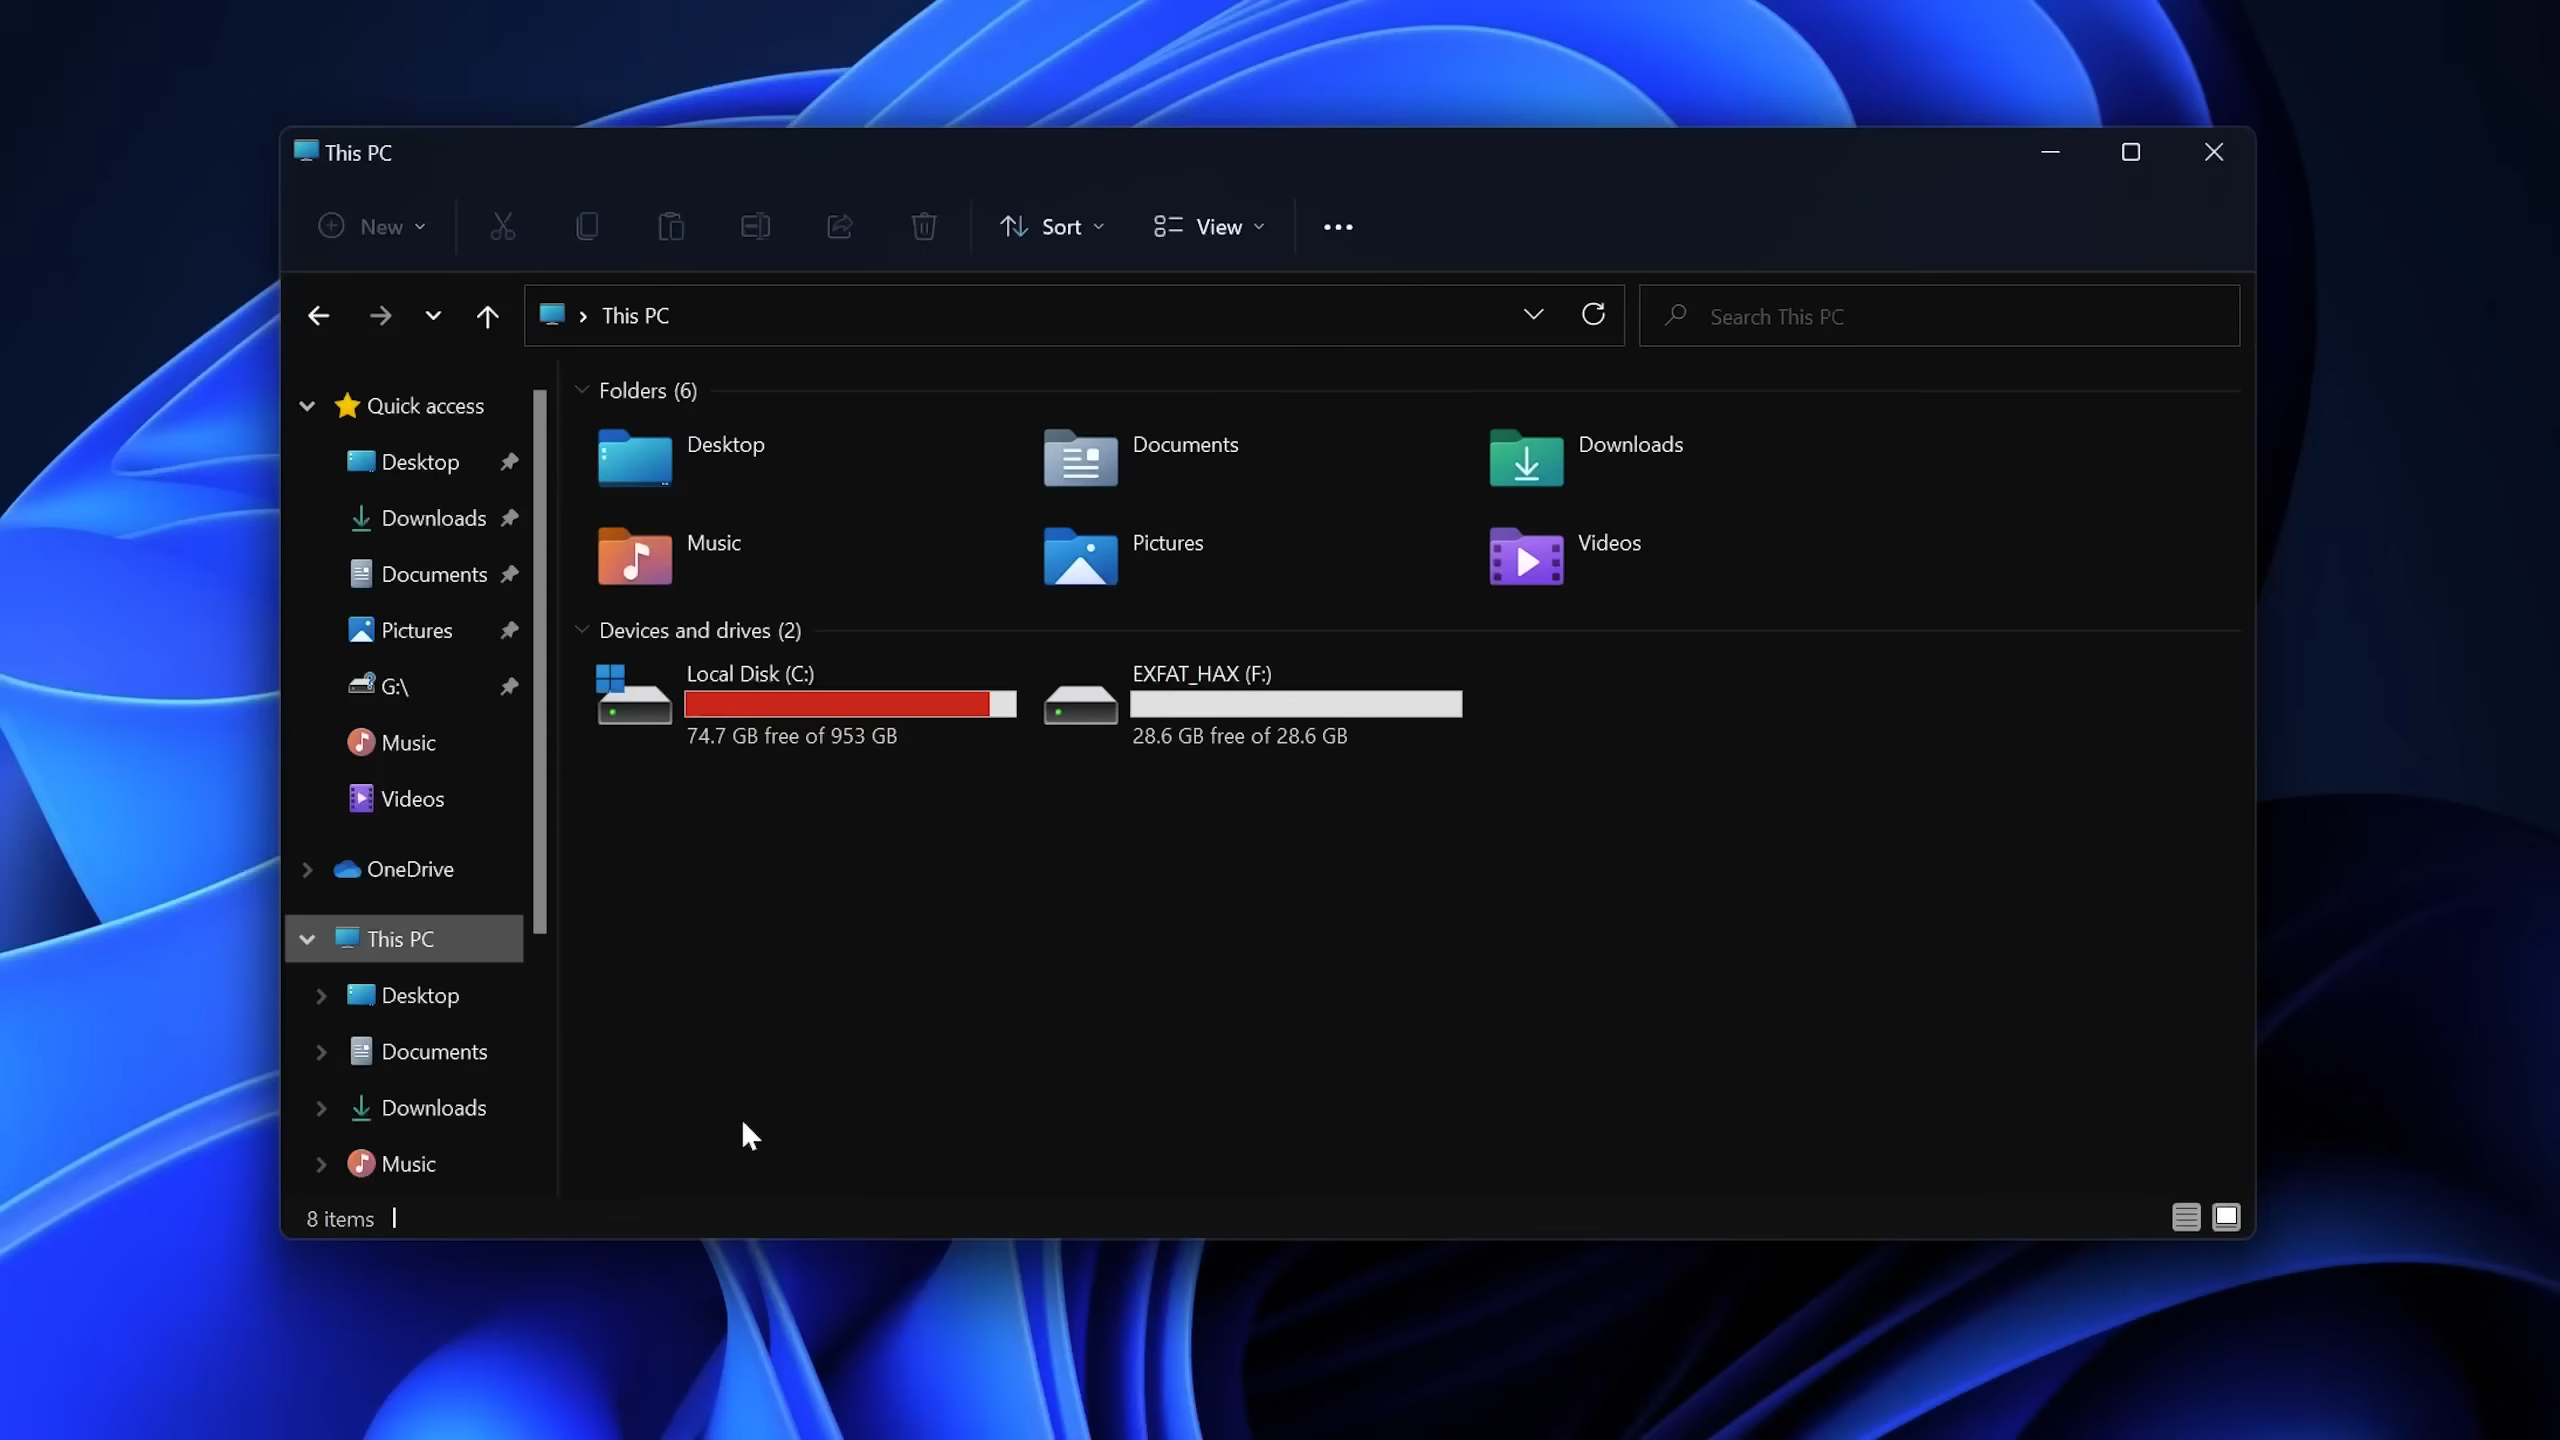 This PC
New
Sort
View
This PC
Search This PC
Quick access
Desktop
Downloads
Documents
Pictures
G:\
Music
Videos
OneDrive
This PC
Desktop
Documents
Downloads
Music
Folders (6)
Desktop
Documents
Downloads
Music
Pictures
Videos
Devices and drives (2)
Local Disk (C:)
74.7 GB free of 953 GB
EXFAT_HAX (F:)
28.6 GB free of 28.6 GB
8 items